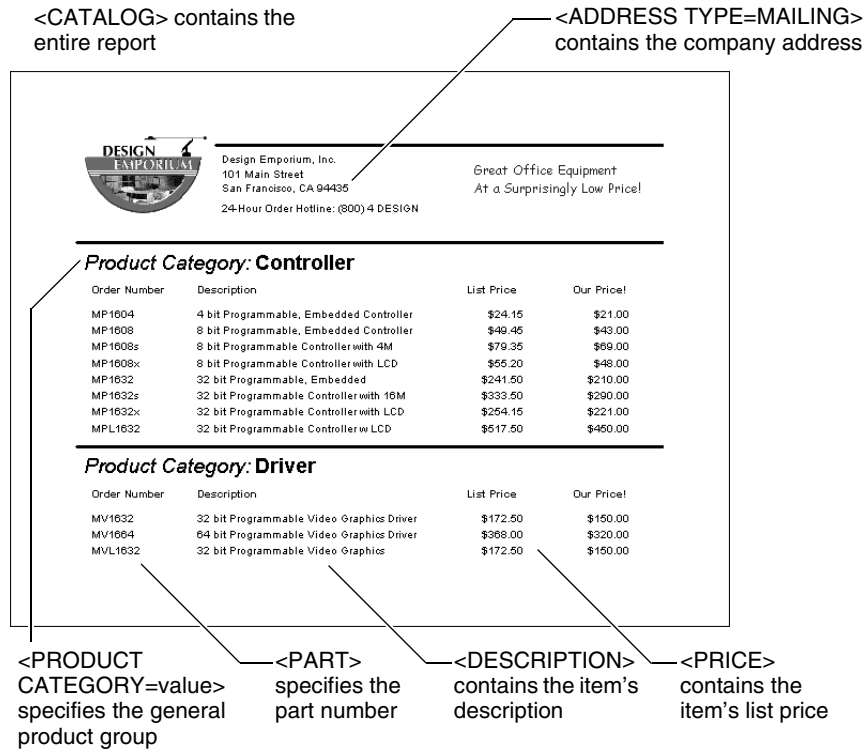 <CATALOG> contains the
entire report
<ADDRESS TYPE=MAILING>
contains the company address
DESIGN
EMPORIUM
Design Emporium, Inc.
101 Main Street
San Francisco, CA 94435
24-Hour Order Hotline: (800) 4 DESIGN
Great Office Equipment
At a Surprisingly Low Price!
Product Category: Controller
Order Number Description List Price Our Price!
MP1604 4 bit Programmable, Embedded Controller $24.15 $21.00
MP1608 8 bit Programmable, Embedded Controller $49.45 $43.00
MP1608s 8 bit Programmable Controller with 4M $79.35 $69.00
MP1608x 8 bit Programmable Controller with LCD $55.20 $48.00
MP1632 32 bit Programmable, Embedded $241.50 $210.00
MP1632s 32 bit Programmable Controller with 16M $333.50 $290.00
MP1632x 32 bit Programmable Controller with LCD $254.15 $221.00
MPL1632 32 bit Programmable Controller w LCD $517.50 $450.00
Product Category: Driver
Order Number Description List Price Our Price!
MV1632 32 bit Programmable Video Graphics Driver $172.50 $150.00
MV1664 64 bit Programmable Video Graphics Driver $368.00 $320.00
MVL1632 32 bit Programmable Video Graphics $172.50 $150.00
<PRODUCT
CATEGORY=value>
specifies the general
product group
<PART>
specifies the
part number
<DESCRIPTION>
contains the item's
description
<PRICE>
contains the
item's list price